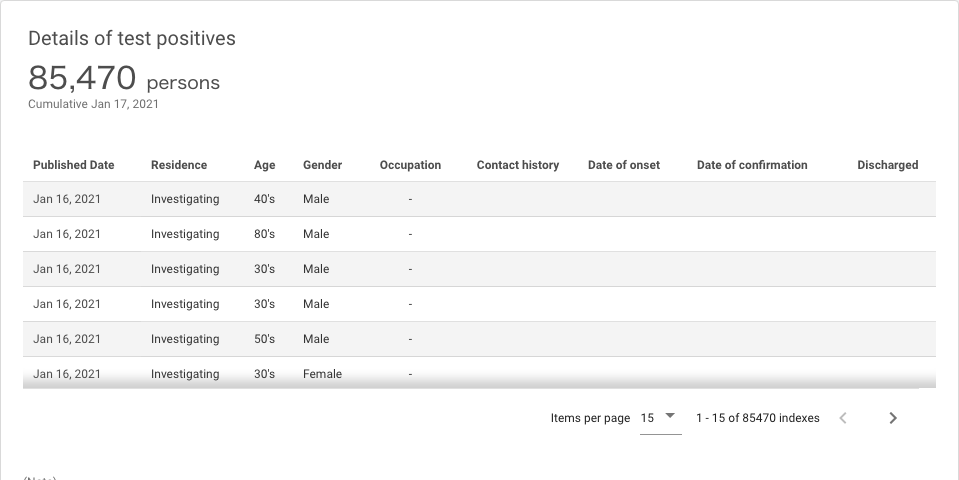 Details of test positives
85,470 persons
Cumulative Jan 17, 2021
Published Date Residence Age Gender Occupation Contact history Date of onset Date of confirmation Discharged
Jan 16, 2021 Investigating 40's Male -
Jan 16, 2021 Investigating 80's Male -
Jan 16, 2021 Investigating 30's Male -
Jan 16, 2021 Investigating 30's Male -
Jan 16, 2021 Investigating 50's Male -
Jan 16, 2021 Investigating 30's Female -
Items per page 15 1 - 15 of 85470 indexes